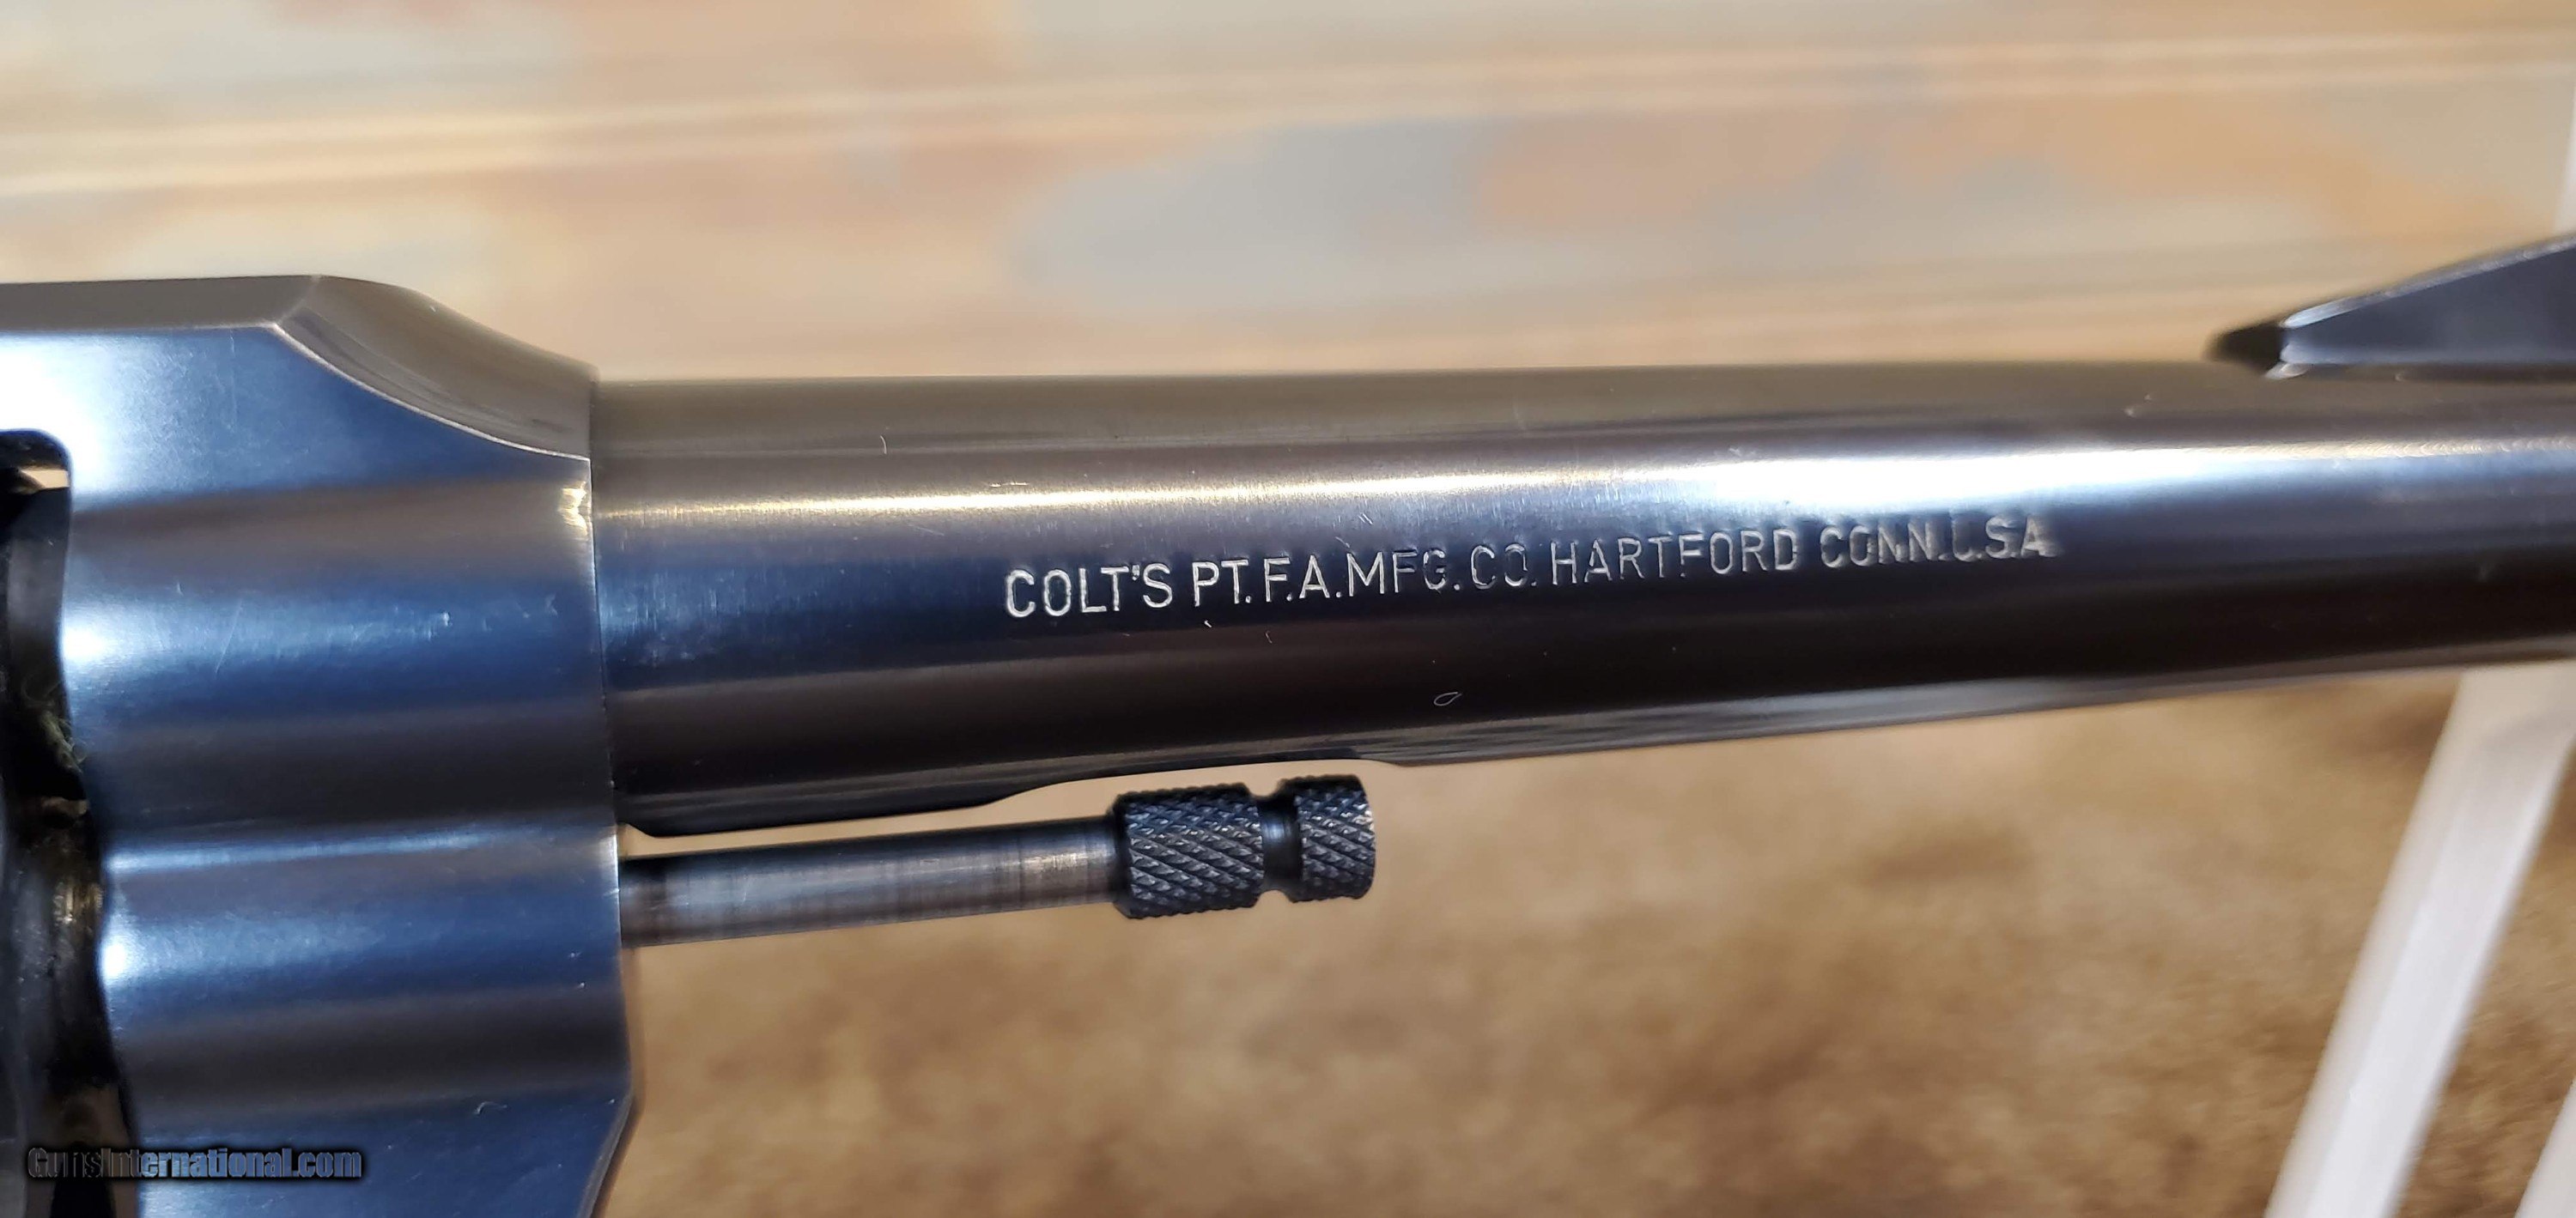 COLT'S PT. F.A. MFG. CO. HARTFORD CONN. U.S.A.
GunsInternational.com